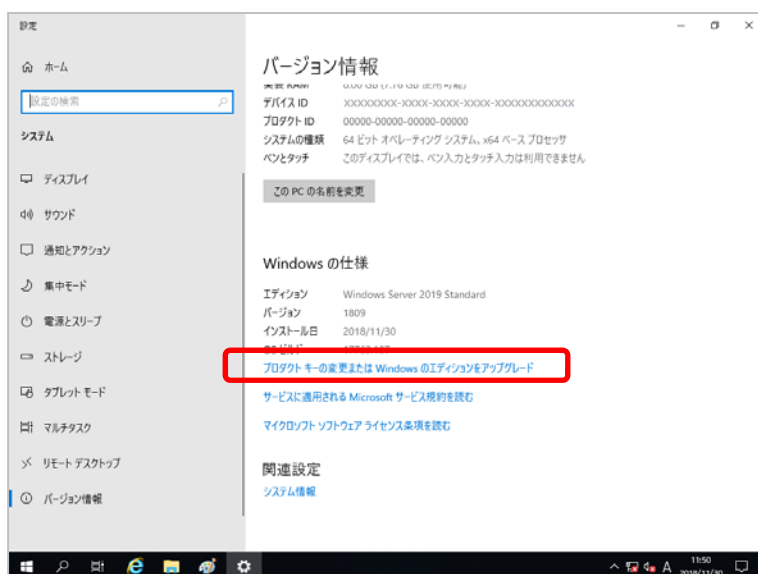 設定
ホーム
設定の検索
システム
ディスプレイ
サウンド
通知とアクション
集中モード
電源とスリープ
ストレージ
タブレット モード
マルチタスク
リモート デスクトップ
バージョン情報
バージョン情報
実装 RAM
デバイス ID XXXXXXXX-XXXX-XXXX-XXXX-XXXXXXXXXXXX
プロダクト ID 00000-00000-00000-00000
システムの種類 64 ビット オペレーティング システム、x64 ベース プロセッサ
ペンとタッチ このディスプレイでは、ペン入力とタッチ入力は利用できません
この PC の名前を変更
Windows の仕様
エディション Windows Server 2019 Standard
バージョン 1809
インストール日 2018/11/30
プロダクト キーの変更または Windows のエディションをアップグレード
サービスに適用される Microsoft サービス規約を読む
マイクロソフト ソフトウェア ライセンス条項を読む
関連設定
システム情報
A
11:50
2018/11/30